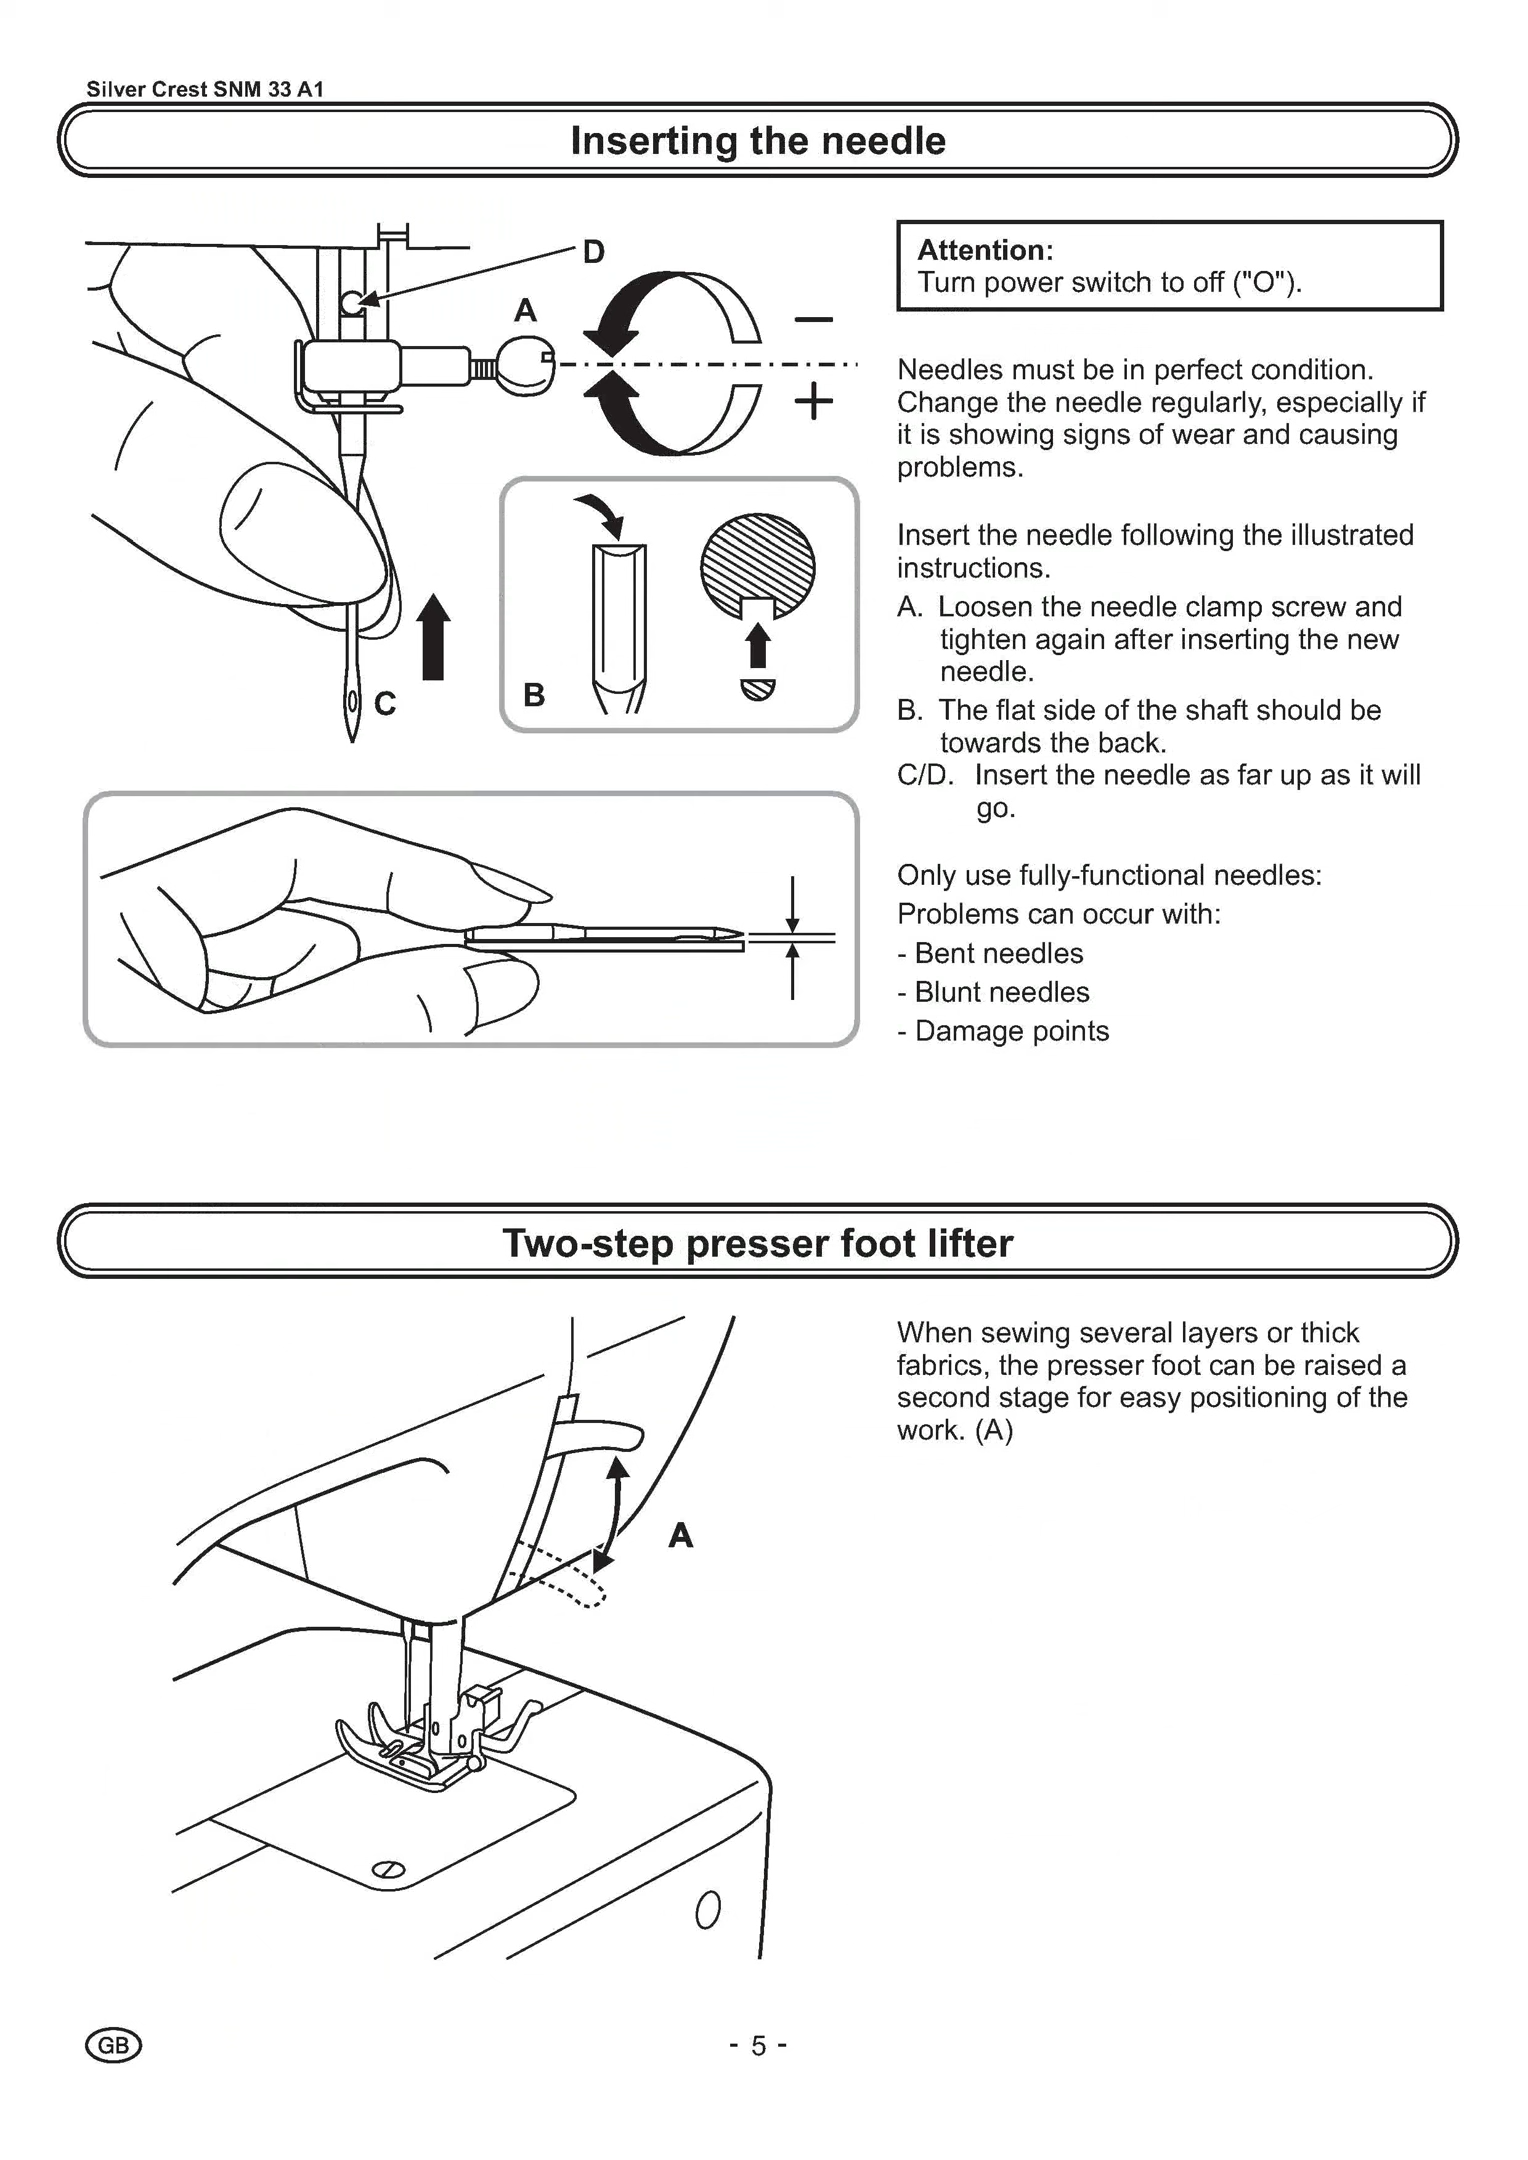 Silver Crest SNM 33 A1
Inserting the needle
D
A
−
+
B
C
Attention:
Turn power switch to off ("O").
Needles must be in perfect condition.
Change the needle regularly, especially if
it is showing signs of wear and causing
problems.
Insert the needle following the illustrated
instructions.
A. Loosen the needle clamp screw and
tighten again after inserting the new
needle.
B. The flat side of the shaft should be
towards the back.
C/D. Insert the needle as far up as it will
go.
Only use fully-functional needles:
Problems can occur with:
- Bent needles
- Blunt needles
- Damage points
Two-step presser foot lifter
A
When sewing several layers or thick
fabrics, the presser foot can be raised a
second stage for easy positioning of the
work. (A)
GB
- 5 -